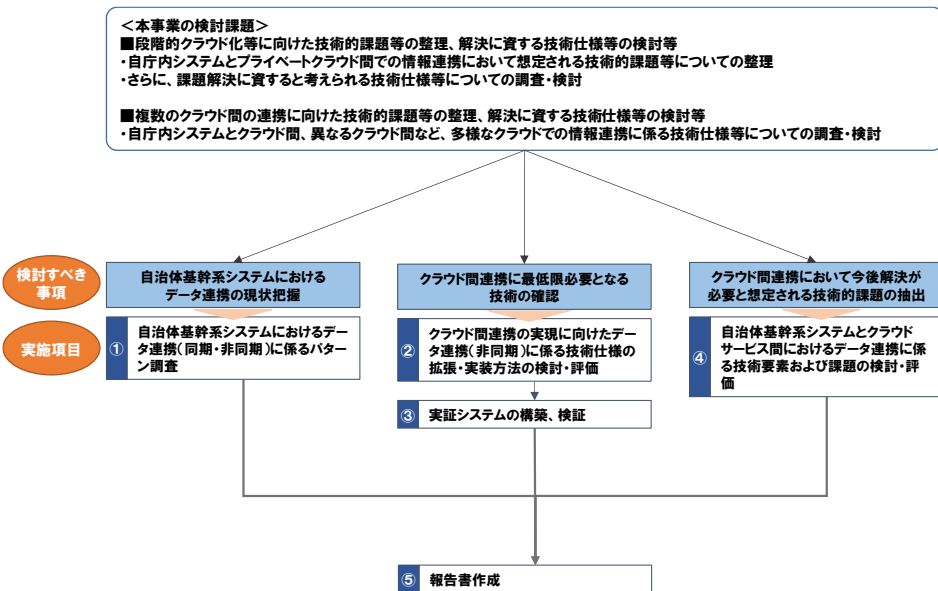 ＜本事業の検討課題＞
■段階的クラウド化等に向けた技術的課題等の整理、解決に資する技術仕様等の検討等
・自庁内システムとプライベートクラウド間での情報連携において想定される技術的課題等についての整理
・さらに、課題解決に資すると考えられる技術仕様等についての調査・検討
■複数のクラウド間の連携に向けた技術的課題等の整理、解決に資する技術仕様等の検討等
・自庁内システムとクラウド間、異なるクラウド間など、多様なクラウドでの情報連携に係る技術仕様等についての調査・検討
検討すべき
事項
自治体基幹系システムにおける
データ連携の現状把握
クラウド間連携に最低限必要となる
技術の確認
クラウド間連携において今後解決が
必要と想定される技術的課題の抽出
実施項目
①
自治体基幹系システムにおけるデー
タ連携（同期・非同期）に係るパター
ン調査
②
クラウド間連携の実現に向けたデー
タ連携（非同期）に係る技術仕様の
拡張・実装方法の検討・評価
④
自治体基幹系システムとクラウド
サービス間におけるデータ連携に係
る技術要素および課題の検討・評
価
③
実証システムの構築、検証
⑤
報告書作成